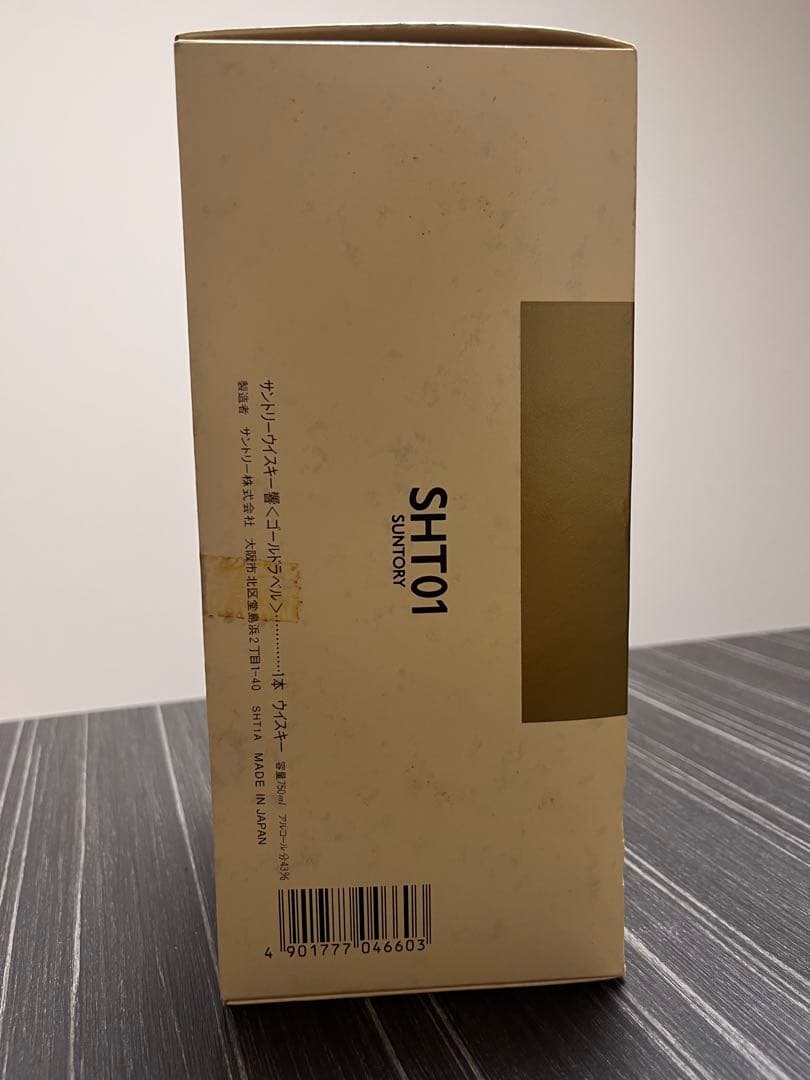 SHT01
SUNTORY
サントリーウイスキー響＜ゴールドラベル＞…………1本 ウイスキー 容量750ml アルコール分43%
製造者 サントリー株式会社 大阪市北区堂島浜2丁目1-40 SHT1A MADE IN JAPAN
4 901777 046603